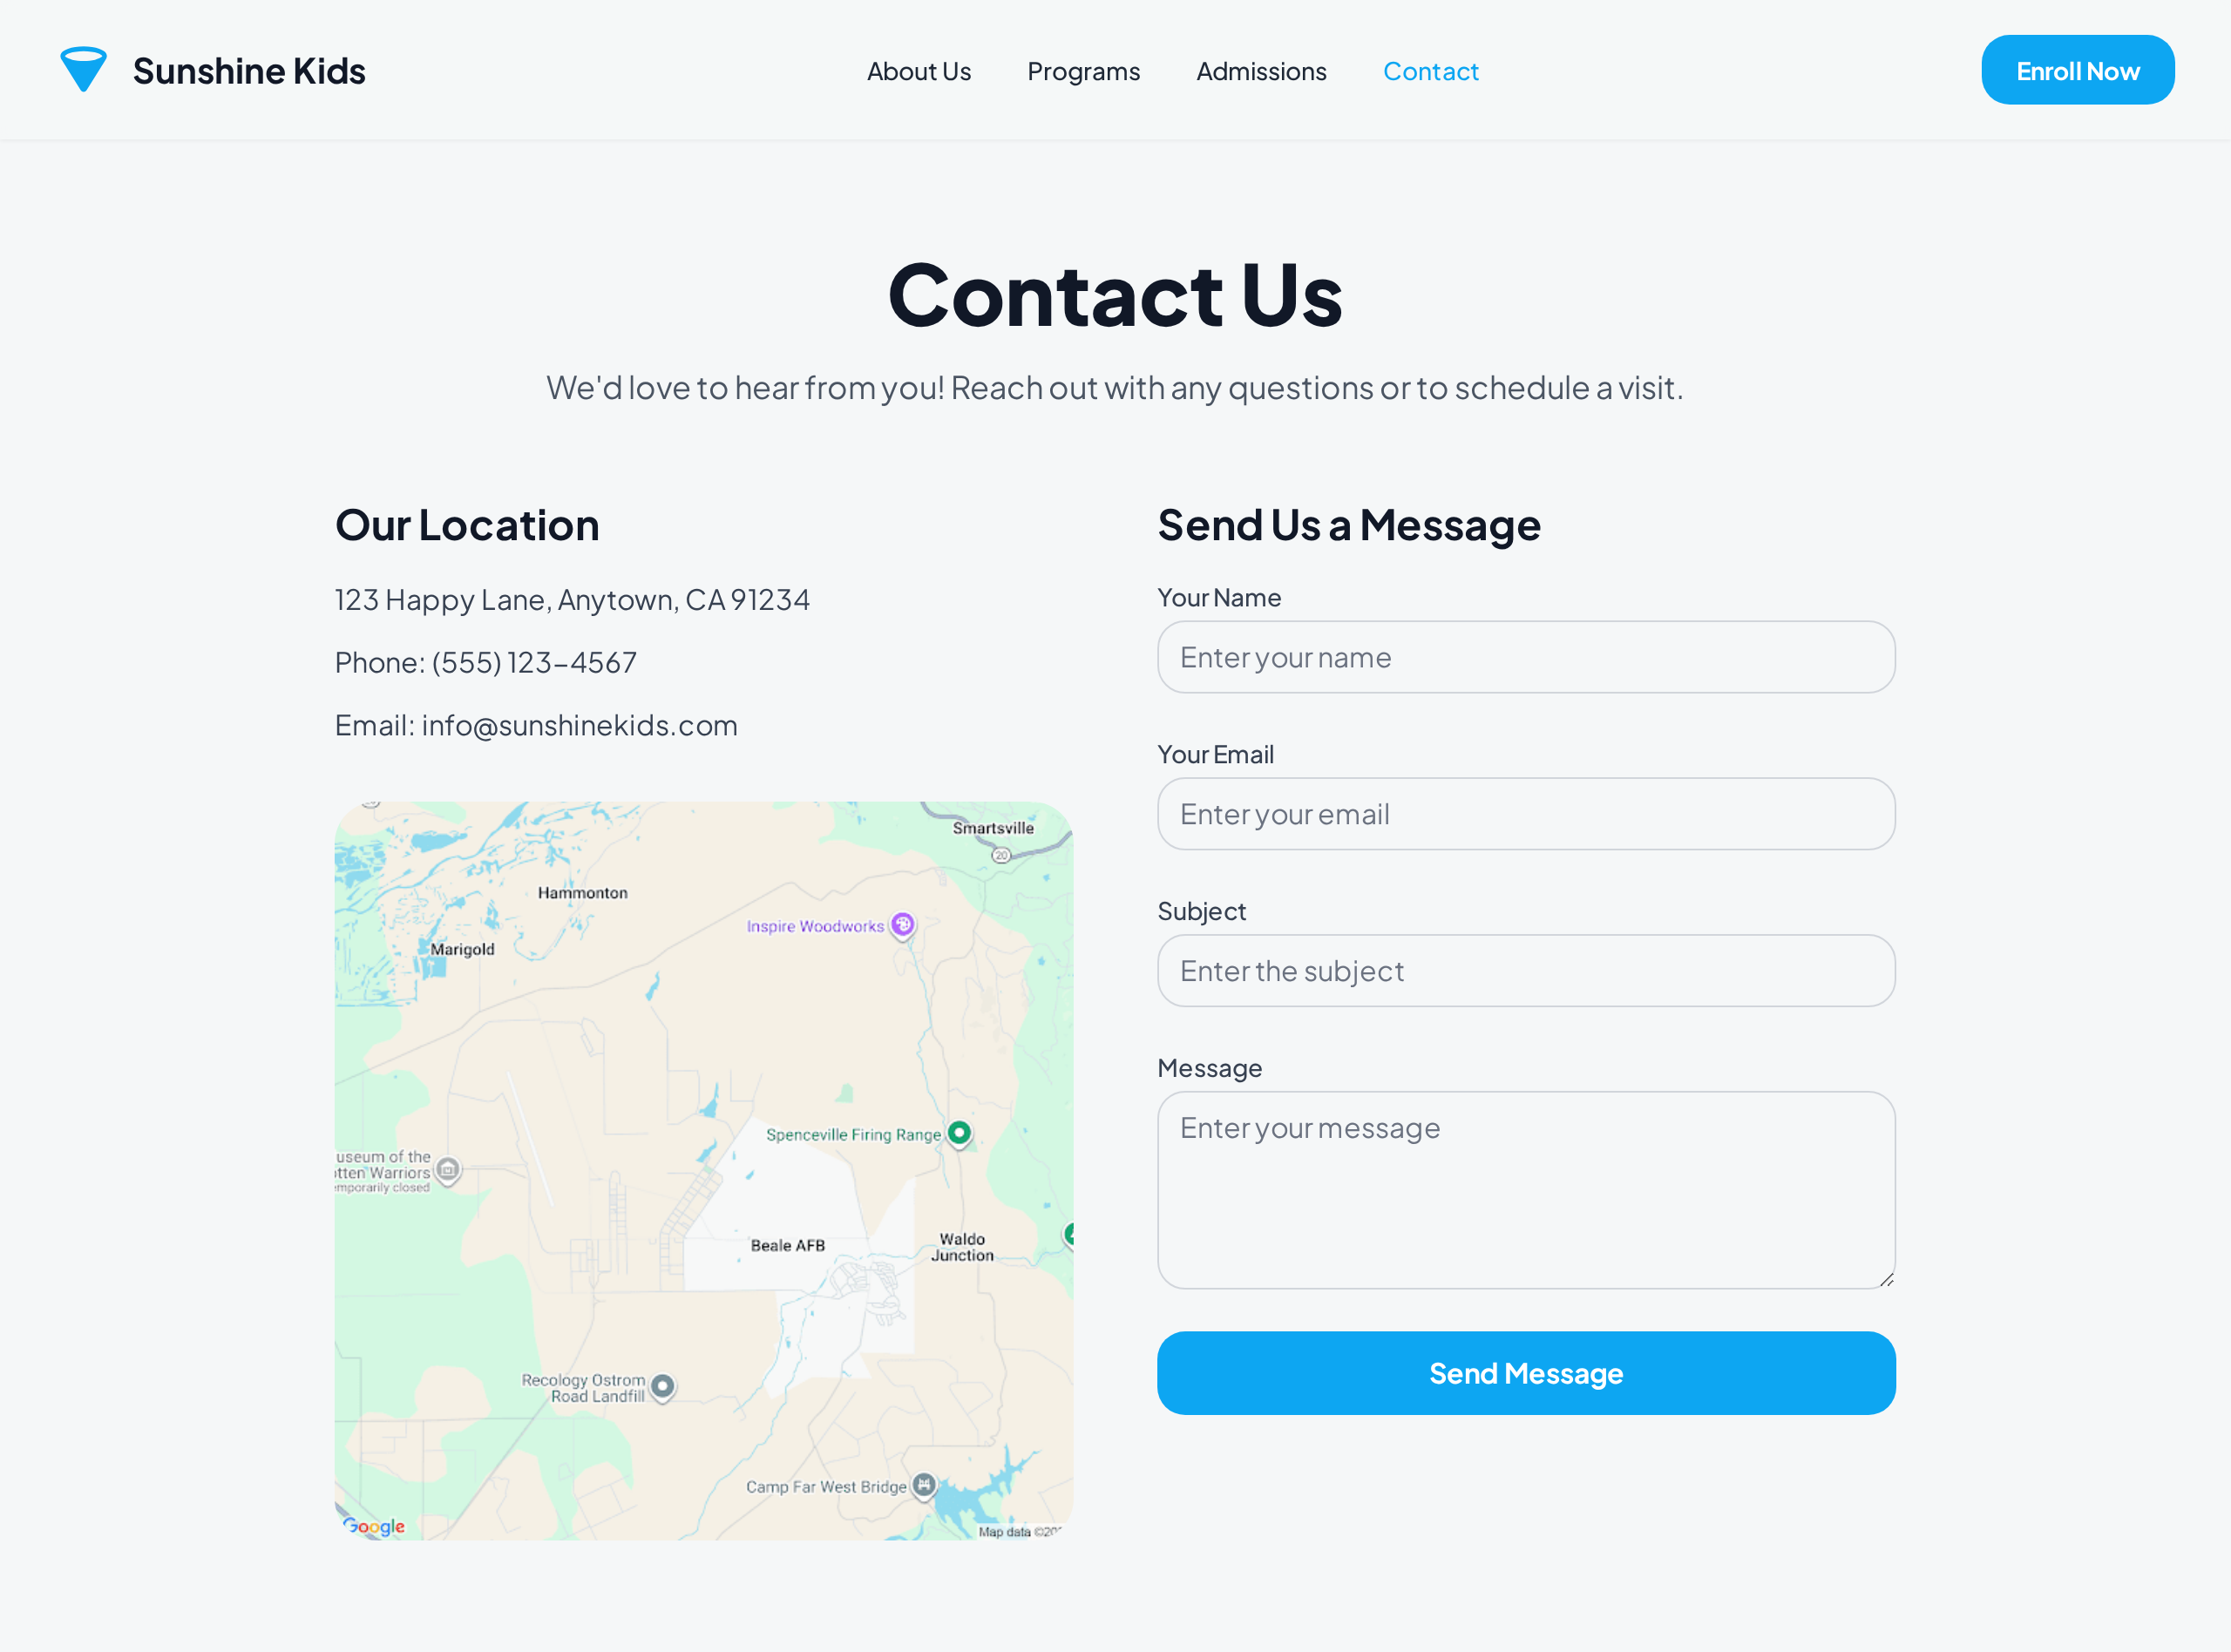 Sunshine Kids
About Us
Programs
Admissions
Contact
Enroll Now
Contact Us
We'd love to hear from you! Reach out with any questions or to schedule a visit.
Our Location
123 Happy Lane, Anytown, CA 91234
Phone: (555) 123-4567
Email: info@sunshinekids.com
Smartsville
20
Hammonton
Inspire Woodworks
Marigold
Spenceville Firing Range
useum of the
otten Warriors
emporarily closed
Beale AFB
Waldo
Junction
Recology Ostrom
Road Landfill
Camp Far West Bridge
Google
Map data ©20
Send Us a Message
Your Name
Enter your name
Your Email
Enter your email
Subject
Enter the subject
Message
Enter your message
Send Message